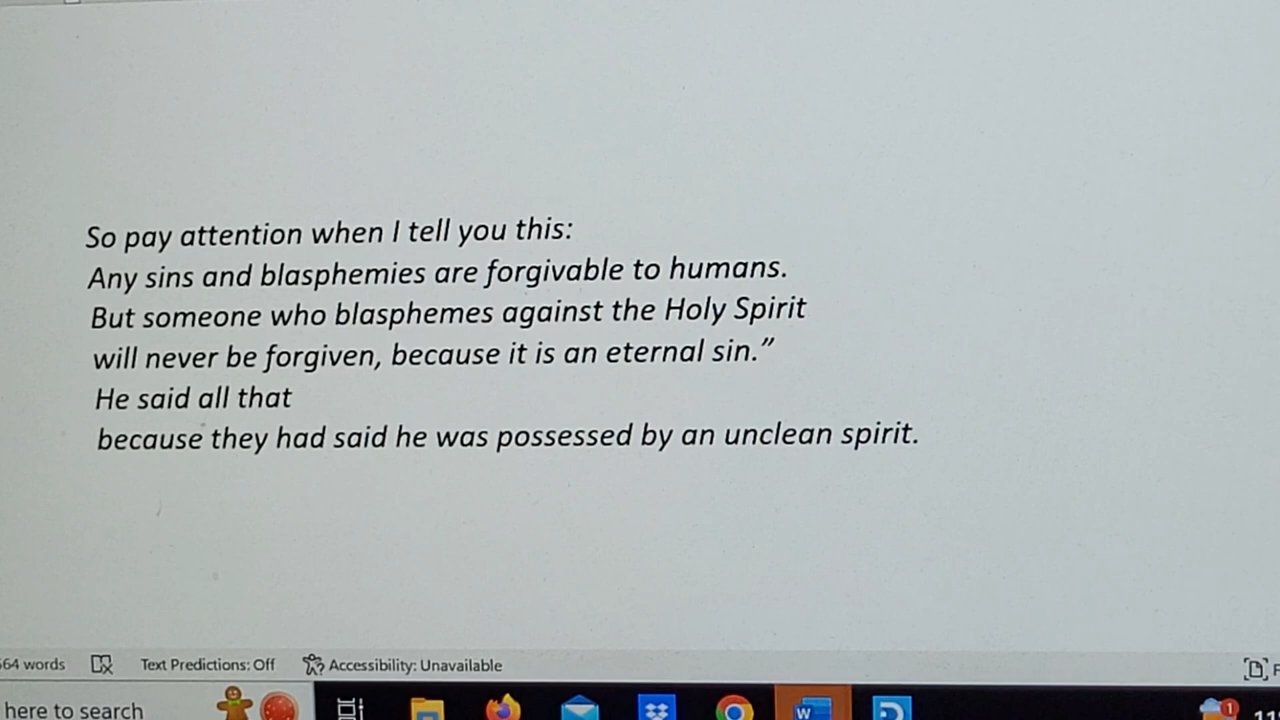 So pay attention when I tell you this:
Any sins and blasphemies are forgivable to humans.
But someone who blasphemes against the Holy Spirit
will never be forgiven, because it is an eternal sin.”
He said all that
because they had said he was possessed by an unclean spirit.
64 words Text Predictions: Off Accessibility: Unavailable
here to search W 1 11